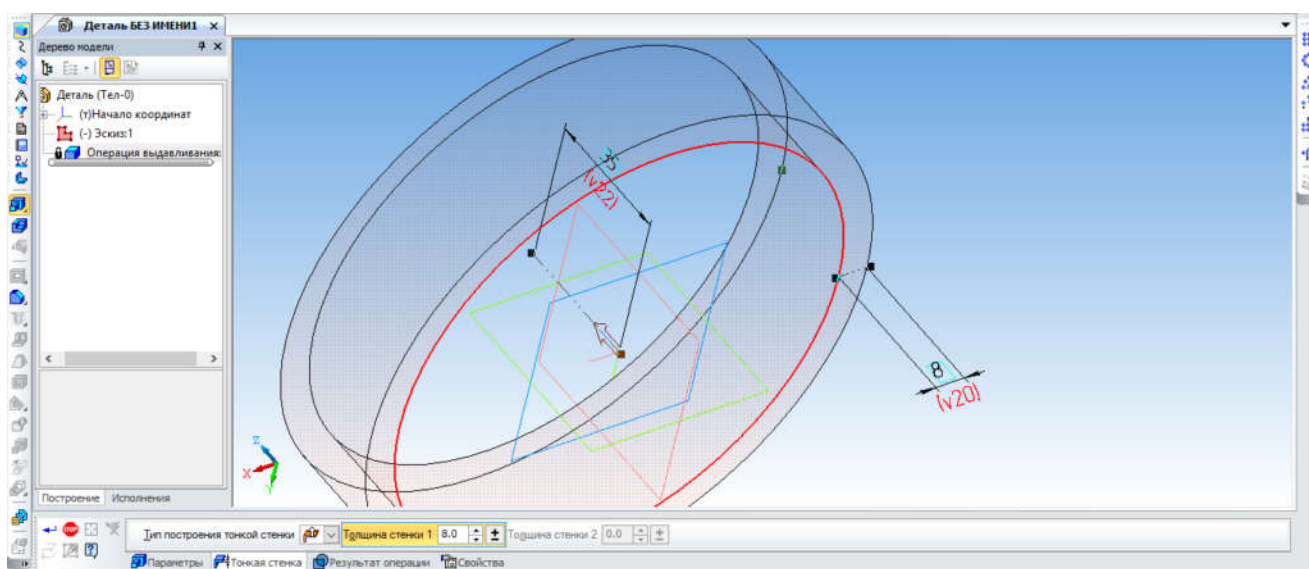 Деталь БЕЗ ИМЕНИ1
Дерево модели
Деталь (Тел-0)
(т)Начало координат
(-) Эскиз:1
Операция выдавливания:
Построение Исполнения
35
(v22)
8
(v20)
Z
X
Y
STOP
Тип построения тонкой стенки Толщина стенки 1 8.0 Толщина стенки 2 0.0
Параметры Тонкая стенка Результат операции Свойства